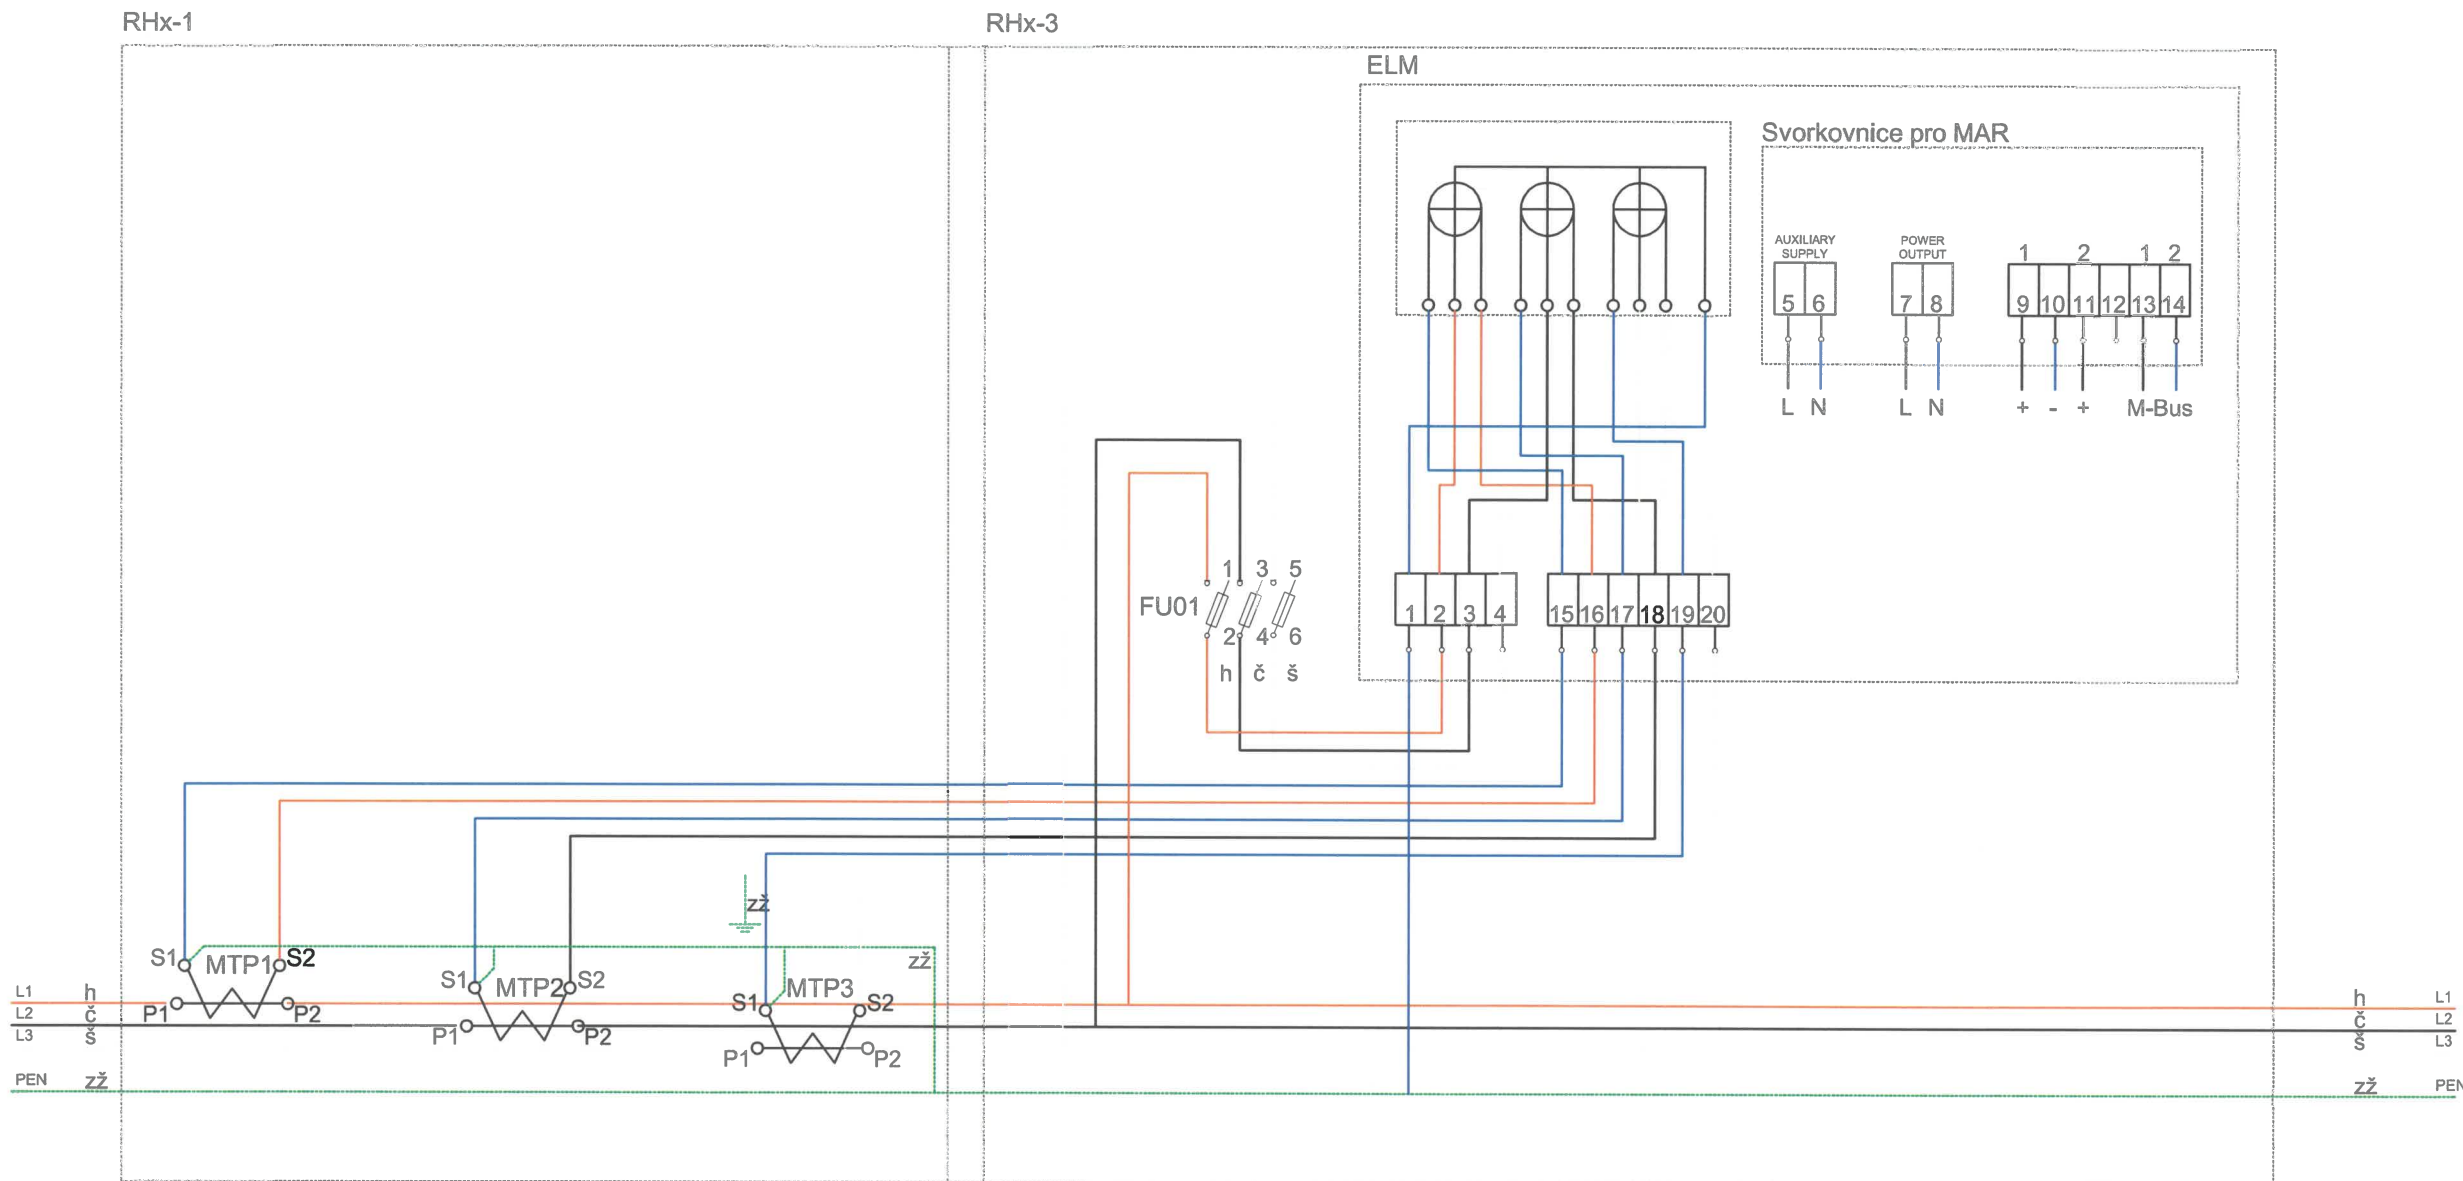 RHx-1
RHx-3
ELM
Svorkovnice pro MAR
AUXILIARY
SUPPLY
POWER
OUTPUT
1 2 1 2
5 6
7 8
9 10 11 12 13 14
L N
L N
+ - +
M-Bus
1 3 5
FU01
2 4 6
h č š
1 2 3 4
15 16 17 18 19 20
zž
zž
S1 MTP1 S2
S1 MTP2 S2
S1 MTP3 S2
P1 P2
P1 P2
P1 P2
L1 h
L2 č
L3 š
PEN zž
h L1
č L2
š L3
zž PEN